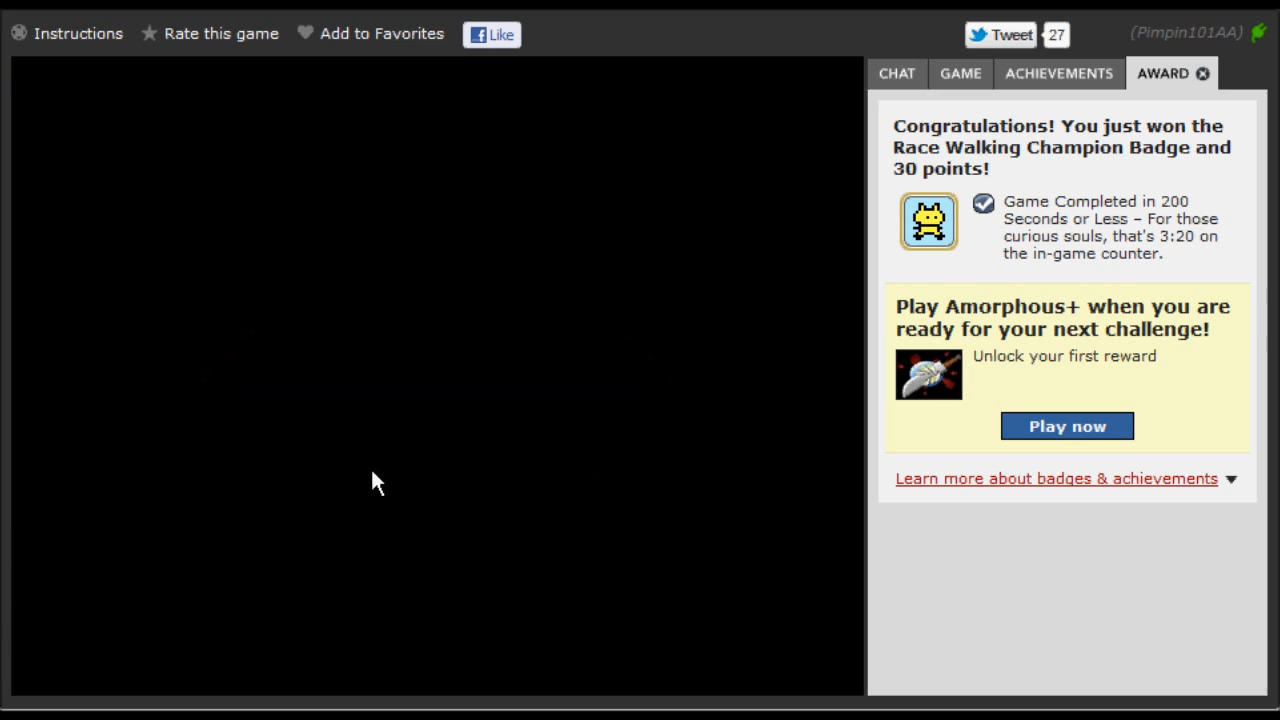 Instructions Rate this game Add to Favorites Like Tweet 27 (Pimpin101AA)
CHAT GAME ACHIEVEMENTS AWARD
Congratulations! You just won the
Race Walking Champion Badge and
30 points!
Game Completed in 200
Seconds or Less – For those
curious souls, that's 3:20 on
the in-game counter.
Play Amorphous+ when you are
ready for your next challenge!
Unlock your first reward
Play now
Learn more about badges & achievements